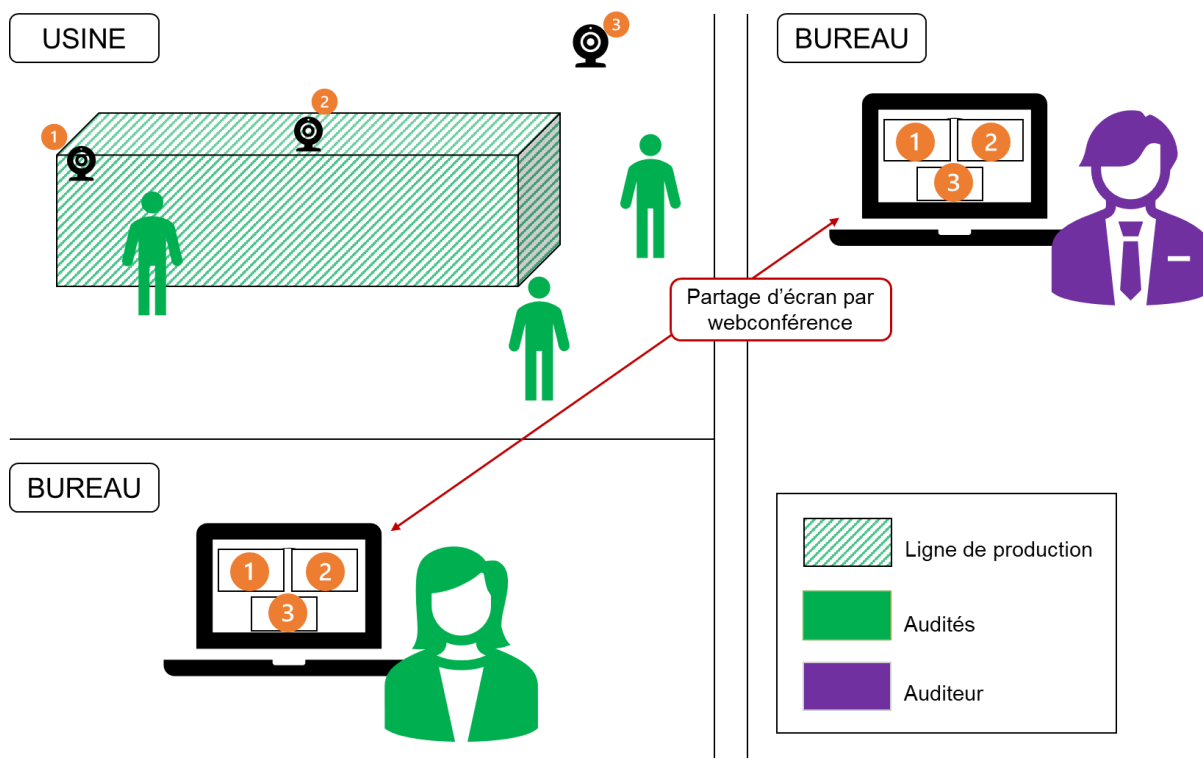 USINE
3
2
1
BUREAU
1
2
3
Partage d'écran par
webconférence
BUREAU
1
2
3
Ligne de production
Audités
Auditeur